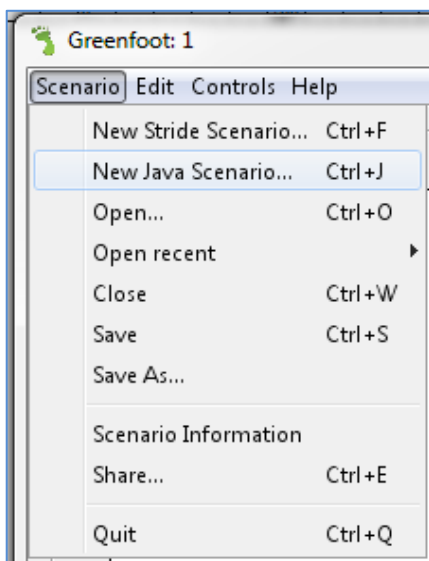 Greenfoot: 1
Scenario Edit Controls Help
New Stride Scenario... Ctrl+F
New Java Scenario... Ctrl+J
Open... Ctrl+O
Open recent
Close Ctrl+W
Save Ctrl+S
Save As...
Scenario Information
Share... Ctrl+E
Quit Ctrl+Q